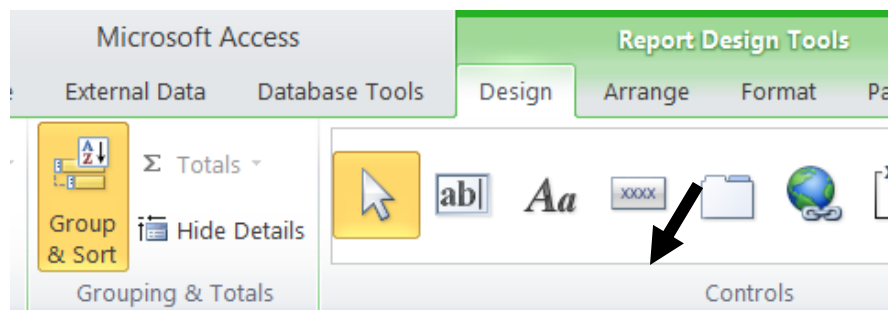 Microsoft Access
Report Design Tools
External Data Database Tools Design Arrange Format
A
Z
Σ Totals
ab|
Aa
xxxx
Group
& Sort
Hide Details
Grouping & Totals
Controls